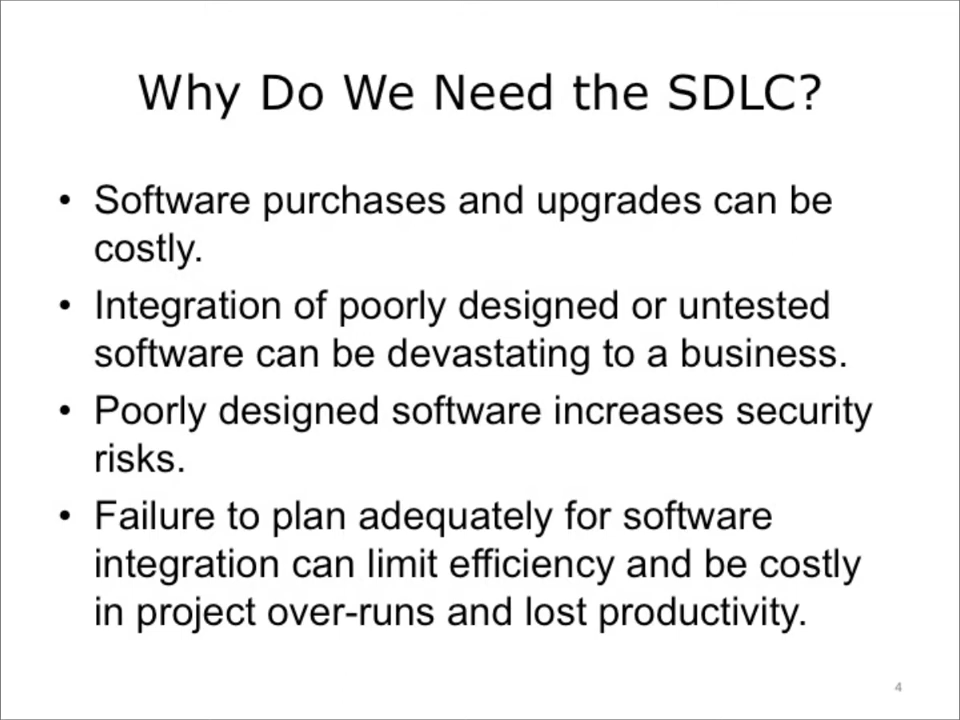 Why Do We Need the SDLC?
• Software purchases and upgrades can be
costly.
• Integration of poorly designed or untested
software can be devastating to a business.
• Poorly designed software increases security
risks.
• Failure to plan adequately for software
integration can limit efficiency and be costly
in project over-runs and lost productivity.
4